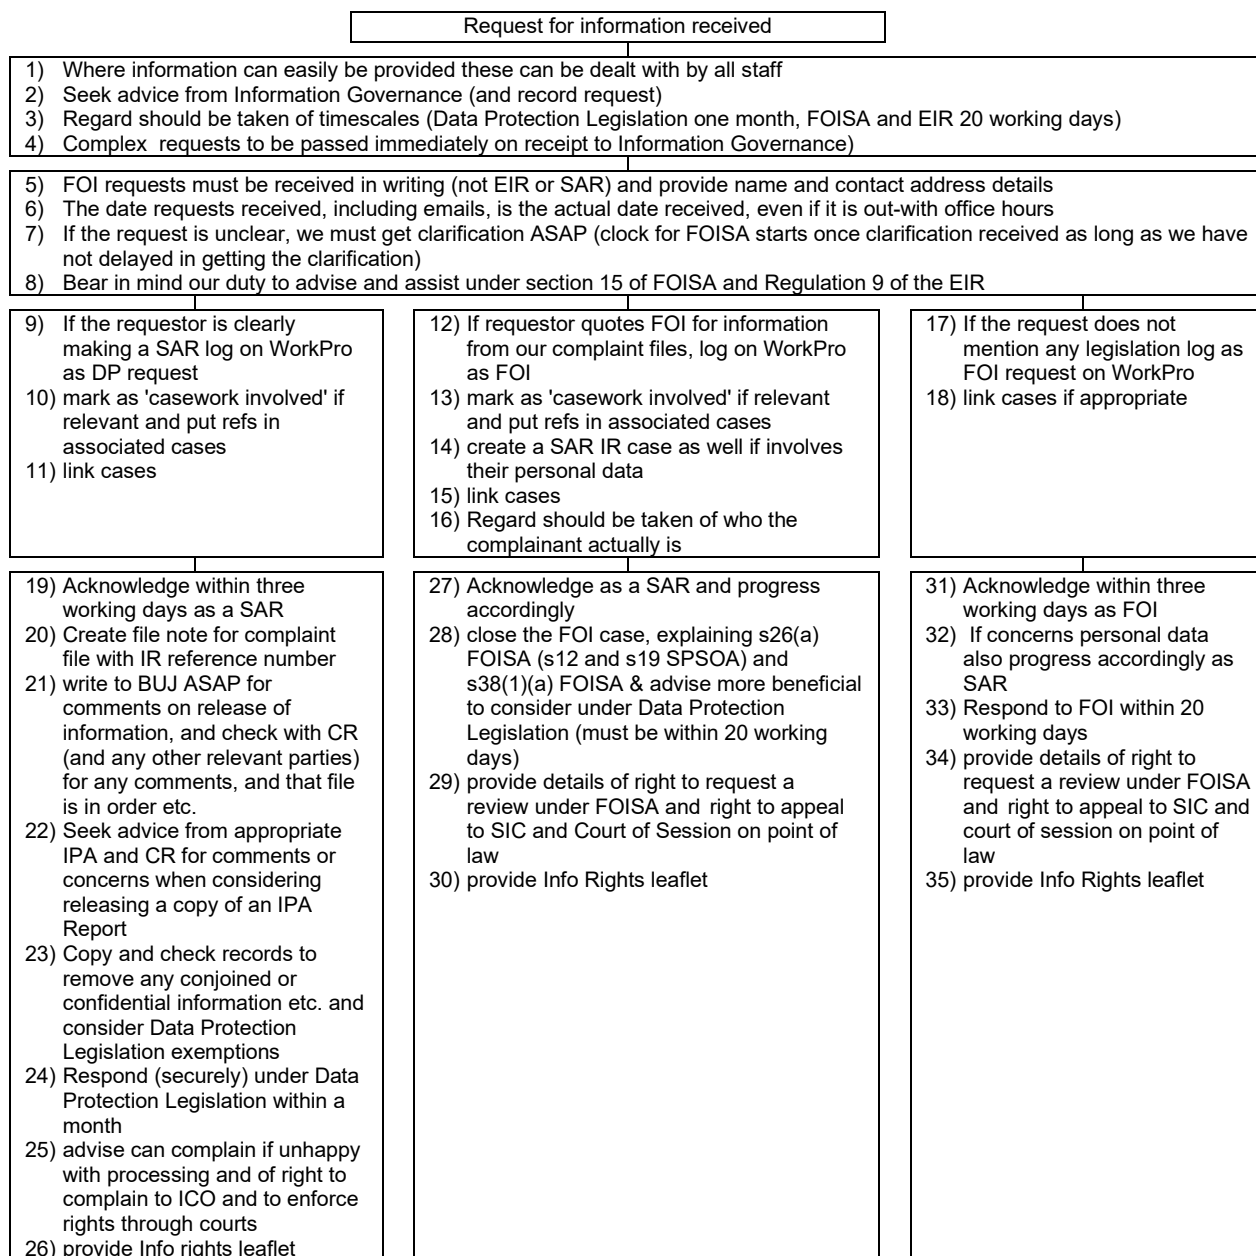 Request for information received
1) Where information can easily be provided these can be dealt with by all staff
2) Seek advice from Information Governance (and record request)
3) Regard should be taken of timescales (Data Protection Legislation one month, FOISA and EIR 20 working days)
4) Complex requests to be passed immediately on receipt to Information Governance)
5) FOI requests must be received in writing (not EIR or SAR) and provide name and contact address details
6) The date requests received, including emails, is the actual date received, even if it is out-with office hours
7) If the request is unclear, we must get clarification ASAP (clock for FOISA starts once clarification received as long as we have
not delayed in getting the clarification)
8) Bear in mind our duty to advise and assist under section 15 of FOISA and Regulation 9 of the EIR
9) If the requestor is clearly
making a SAR log on WorkPro
as DP request
10) mark as 'casework involved' if
relevant and put refs in
associated cases
11) link cases
12) If requestor quotes FOI for information
from our complaint files, log on WorkPro
as FOI
13) mark as 'casework involved' if relevant
and put refs in associated cases
14) create a SAR IR case as well if involves
their personal data
15) link cases
16) Regard should be taken of who the
complainant actually is
17) If the request does not
mention any legislation log as
FOI request on WorkPro
18) link cases if appropriate
19) Acknowledge within three
working days as a SAR
20) Create file note for complaint
file with IR reference number
21) write to BUJ ASAP for
comments on release of
information, and check with CR
(and any other relevant parties)
for any comments, and that file
is in order etc.
22) Seek advice from appropriate
IPA and CR for comments or
concerns when considering
releasing a copy of an IPA
Report
23) Copy and check records to
remove any conjoined or
confidential information etc. and
consider Data Protection
Legislation exemptions
24) Respond (securely) under Data
Protection Legislation within a
month
25) advise can complain if unhappy
with processing and of right to
complain to ICO and to enforce
rights through courts
26) provide Info rights leaflet
27) Acknowledge as a SAR and progress
accordingly
28) close the FOI case, explaining s26(a)
FOISA (s12 and s19 SPSOA) and
s38(1)(a) FOISA & advise more beneficial
to consider under Data Protection
Legislation (must be within 20 working
days)
29) provide details of right to request a
review under FOISA and right to appeal
to SIC and Court of Session on point of
law
30) provide Info Rights leaflet
31) Acknowledge within three
working days as FOI
32) If concerns personal data
also progress accordingly as
SAR
33) Respond to FOI within 20
working days
34) provide details of right to
request a review under FOISA
and right to appeal to SIC and
court of session on point of
law
35) provide Info Rights leaflet